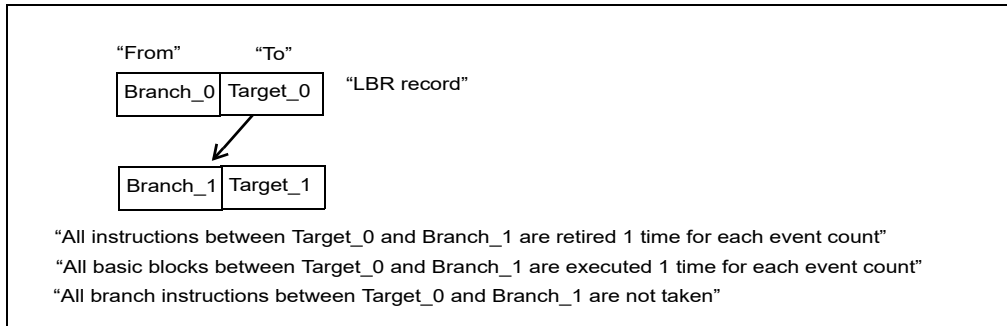 “From” “To”
Branch_0 Target_0 “LBR record”
Branch_1 Target_1
“All instructions between Target_0 and Branch_1 are retired 1 time for each event count”
“All basic blocks between Target_0 and Branch_1 are executed 1 time for each event count”
“All branch instructions between Target_0 and Branch_1 are not taken”